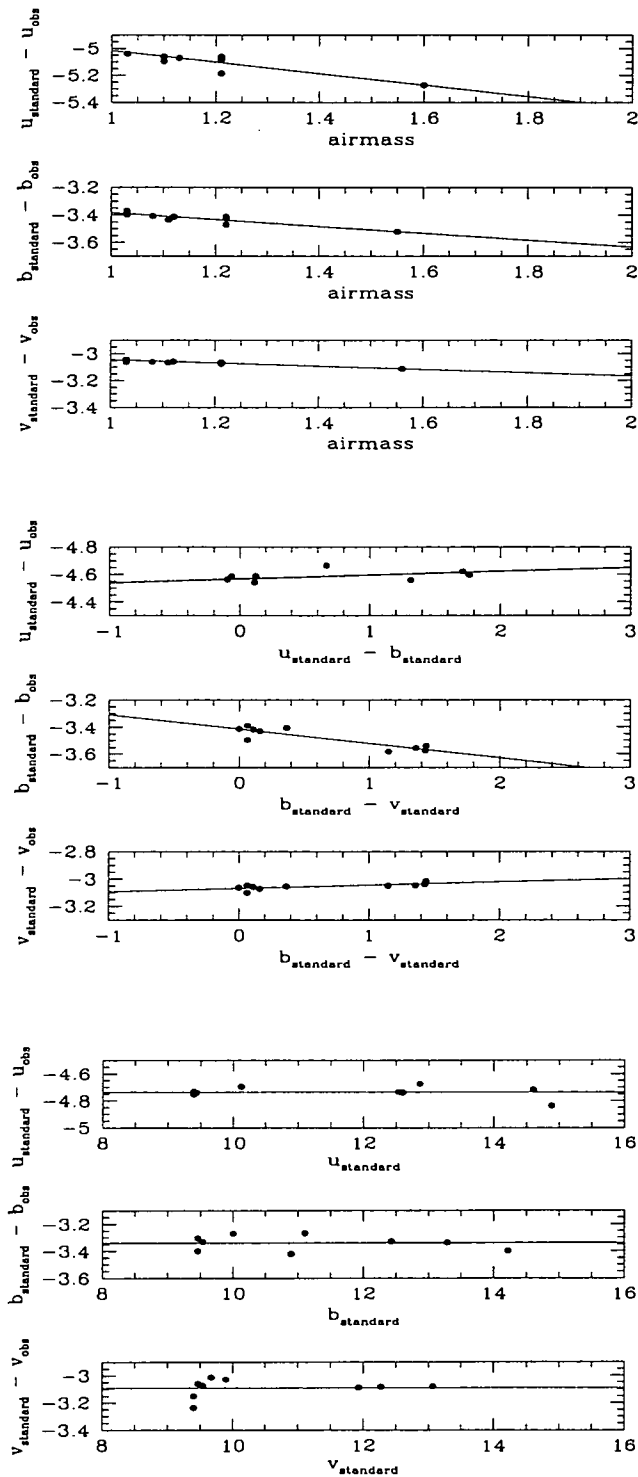 u_standard − u_obs
−5
−5.2
−5.4
1 1.2 1.4 1.6 1.8 2
airmass
b_standard − b_obs
−3.2
−3.4
−3.6
1 1.2 1.4 1.6 1.8 2
airmass
v_standard − v_obs
−3
−3.2
−3.4
1 1.2 1.4 1.6 1.8 2
airmass
u_standard − u_obs
−4.8
−4.6
−4.4
−1 0 1 2 3
u_standard − b_standard
b_standard − b_obs
−3.2
−3.4
−3.6
−1 0 1 2 3
b_standard − v_standard
v_standard − v_obs
−2.8
−3
−3.2
−1 0 1 2 3
b_standard − v_standard
u_standard − u_obs
−4.6
−4.8
−5
8 10 12 14 16
u_standard
b_standard − b_obs
−3.2
−3.4
−3.6
8 10 12 14 16
b_standard
v_standard − v_obs
−3
−3.2
−3.4
8 10 12 14 16
v_standard